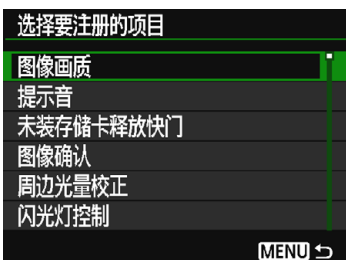 选择要注册的项目
图像画质
提示音
未装存储卡释放快门
图像确认
周边光量校正
闪光灯控制
MENU